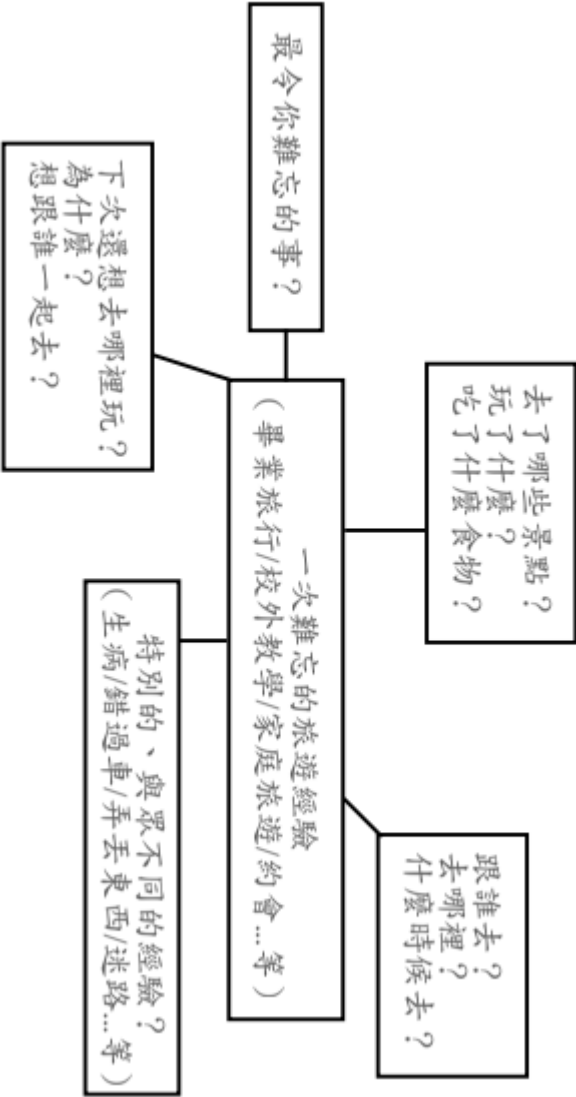 去了哪些景點？
玩了什麼？
吃了什麼食物？
跟誰去？
去哪裡？
什麼時候去？
最令你難忘的事？
一次難忘的旅遊經驗
（畢業旅行/校外教學/家庭旅遊/約會...等）
下次還想去哪裡玩？
為什麼？
想跟誰一起去？
特別的、與眾不同的經驗？
（生病/錯過車/弄丟東西/迷路...等）